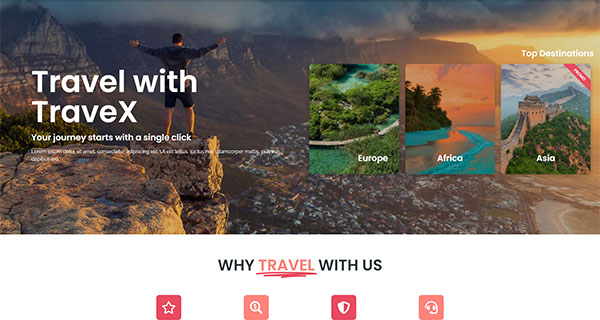 Top Destinations
Travel with
TraveX
Your journey starts with a single click
Lorem ipsum dolor sit amet, consectetur adipiscing elit. Ut elit tellus, luctus nec ullamcorper mattis, pulvinar
dapibus leo.
PROMO
Europe
Africa
Asia
WHY TRAVEL WITH US